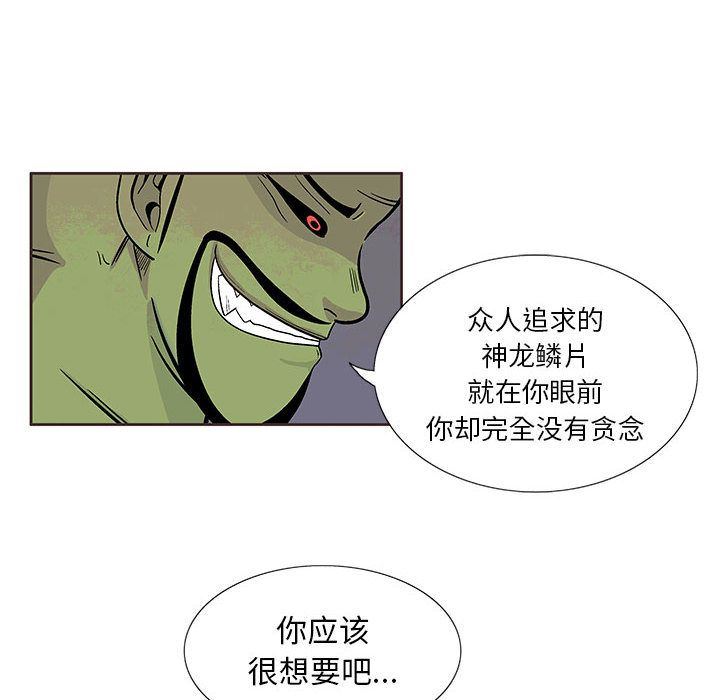 众人追求的
神龙鳞片
就在你眼前
你却完全没有贪念
你应该
很想要吧...